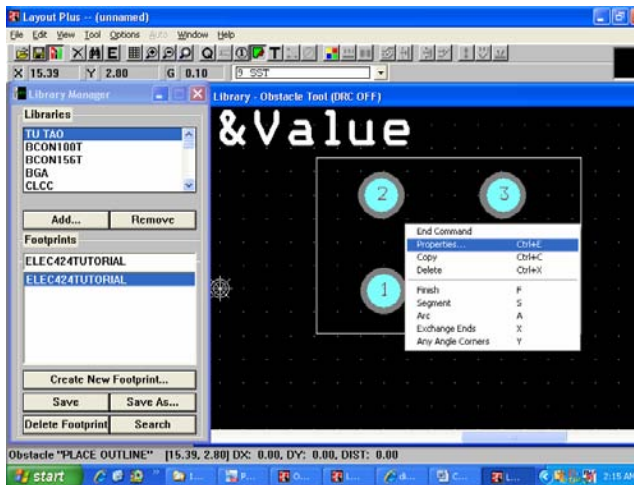 Layout Plus -- (unnamed)
File Edit View Tool Options Auto Window Help
X 15.39 Y 2.80 G 0.10 9 SST
Library Manager
Library - Obstacle Tool (DRC OFF)
Libraries
TU TAO
BCON100T
BCON156T
BGA
CLCC
Add... Remove
Footprints
ELEC424TUTORIAL
ELEC424TUTORIAL
Create New Footprint...
Save Save As...
Delete Footprint Search
&Value
2 3
1
End Command
Properties... Ctrl+E
Copy Ctrl+C
Delete Ctrl+X
Finish F
Segment S
Arc A
Exchange Ends X
Any Angle Corners Y
Obstacle "PLACE OUTLINE" [15.39, 2.80] DX: 0.00, DY: 0.00, DIST: 0.00
start 2:15 AM